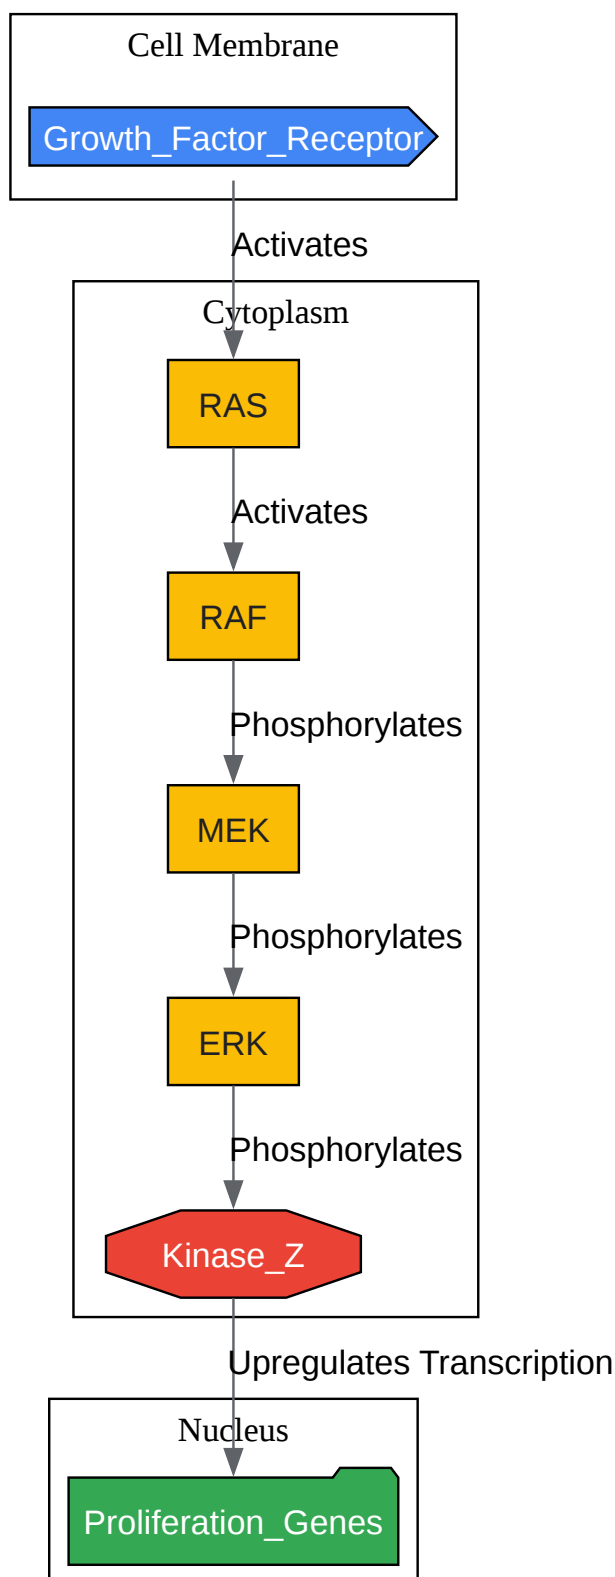 Cell Membrane
Growth_Factor_Receptor
Activates
Cytoplasm
RAS
Activates
RAF
Phosphorylates
MEK
Phosphorylates
ERK
Phosphorylates
Kinase_Z
Upregulates Transcription
Nucleus
Proliferation_Genes